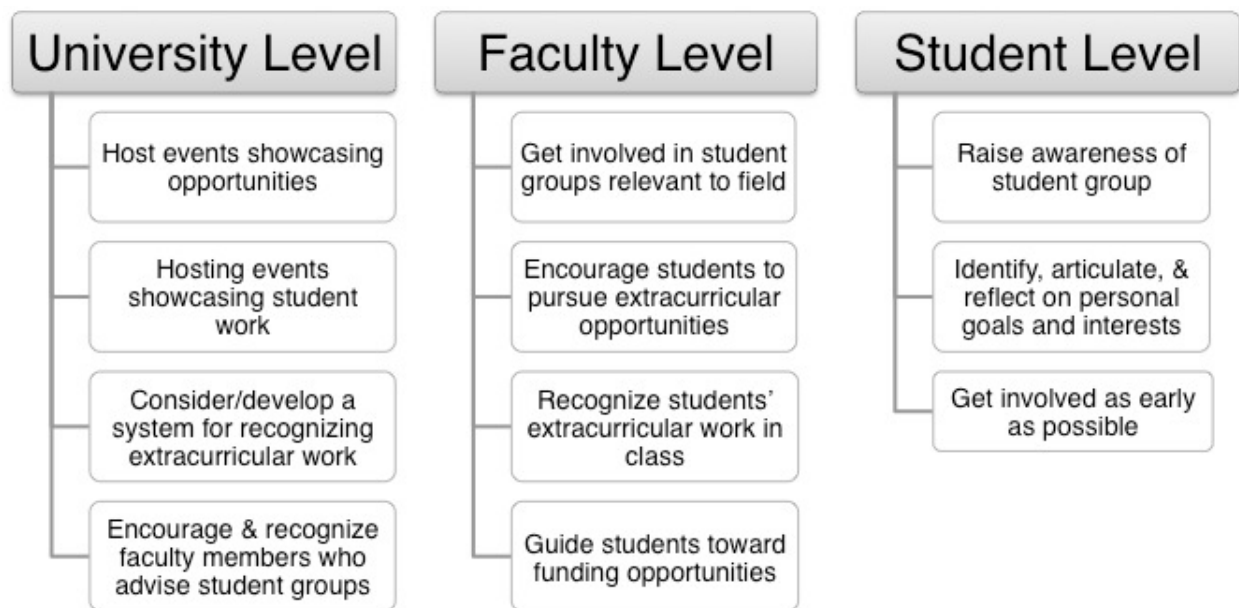 University Level
Host events showcasing
opportunities
Hosting events
showcasing student
work
Consider/develop a
system for recognizing
extracurricular work
Encourage & recognize
faculty members who
advise student groups
Faculty Level
Get involved in student
groups relevant to field
Encourage students to
pursue extracurricular
opportunities
Recognize students’
extracurricular work in
class
Guide students toward
funding opportunities
Student Level
Raise awareness of
student group
Identify, articulate, &
reflect on personal
goals and interests
Get involved as early
as possible